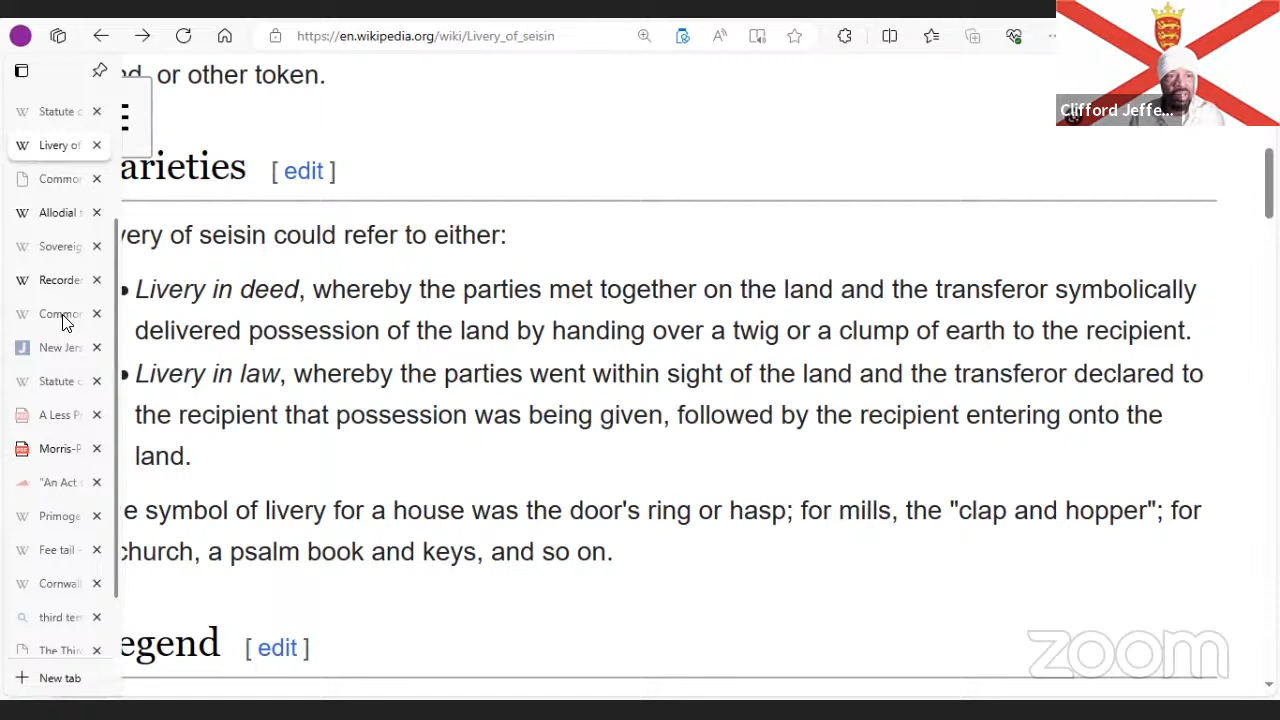 https://en.wikipedia.org/wiki/Livery_of_seisin
Clifford Jeffe...
or other token.
Statute
Livery of
arieties [ edit ]
Commo
Allodial
Sovereig
very of seisin could refer to either:
Recorde
Livery in deed, whereby the parties met together on the land and the transferor symbolically
Commo
delivered possession of the land by handing over a twig or a clump of earth to the recipient.
New Jers
Livery in law, whereby the parties went within sight of the land and the transferor declared to
Statute
the recipient that possession was being given, followed by the recipient entering onto the
A Less P
Morris-P
land.
"An Act
Primoge
e symbol of livery for a house was the door's ring or hasp; for mills, the "clap and hopper"; for
Fee tail -
church, a psalm book and keys, and so on.
Cornwal
third ter
The Thir
egend [ edit ]
zoom
New tab